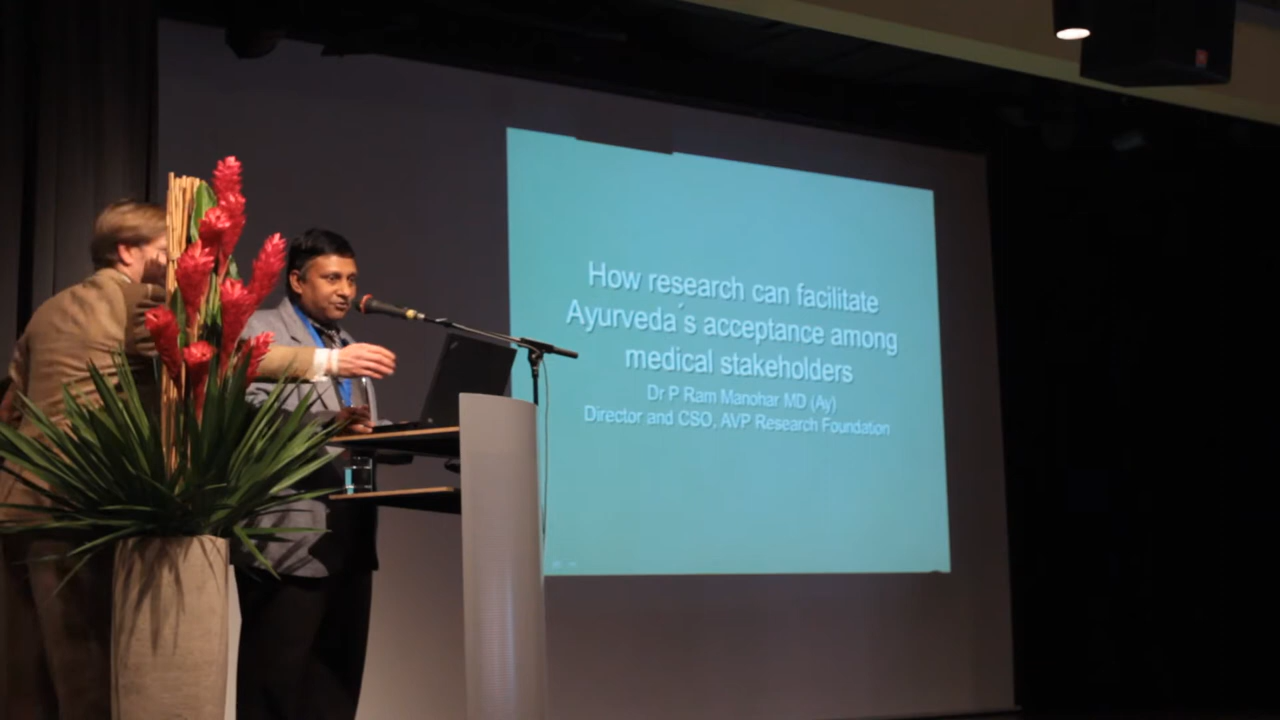 How research can facilitate
Ayurveda´s acceptance among
medical stakeholders
Dr P Ram Manohar MD (Ay)
Director and CSO, AVP Research Foundation